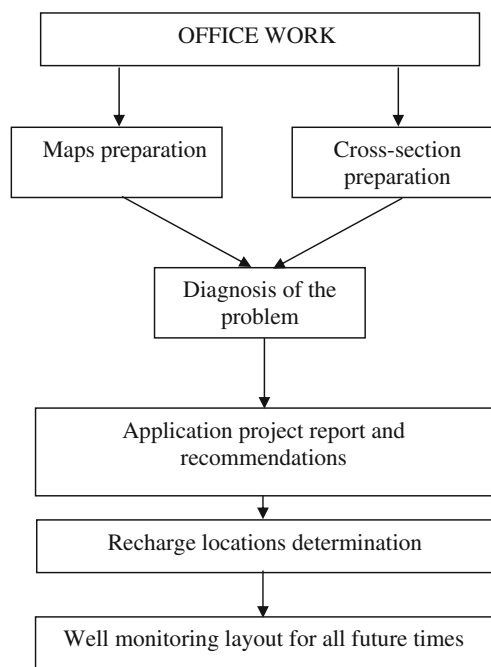 OFFICE WORK
Maps preparation
Cross-section
preparation
Diagnosis of the
problem
Application project report and
recommendations
Recharge locations determination
Well monitoring layout for all future times